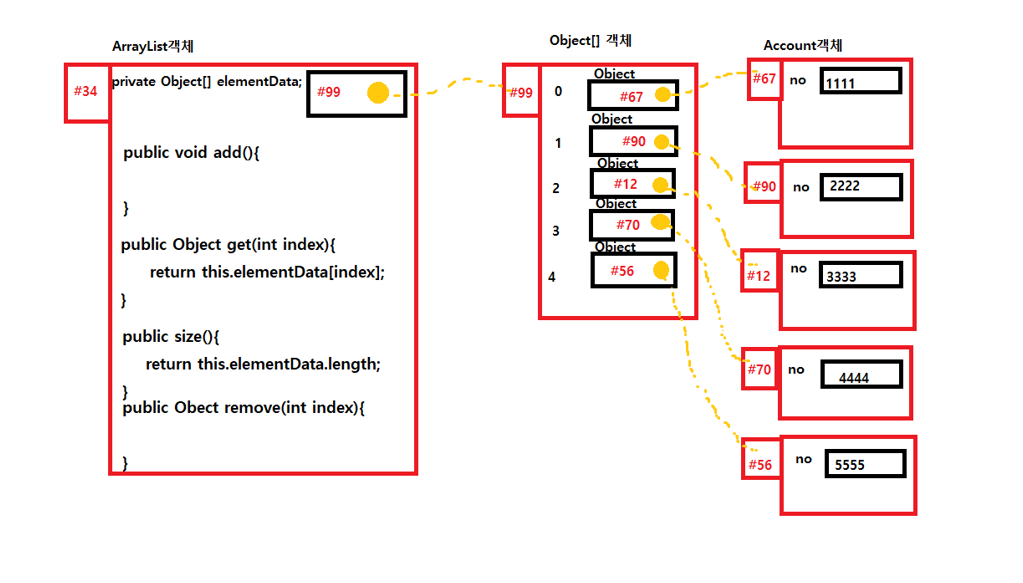 ArrayList객체
#34
private Object[] elementData;
#99
public void add(){
}
public Object get(int index){
return this.elementData[index];
}
public size(){
return this.elementData.length;
}
public Obect remove(int index){
}
Object[] 객체
#99
0
Object
#67
1
Object
#90
2
Object
#12
3
Object
#70
4
Object
#56
Account객체
#67
no
1111
#90
no
2222
#12
no
3333
#70
no
4444
#56
no
5555